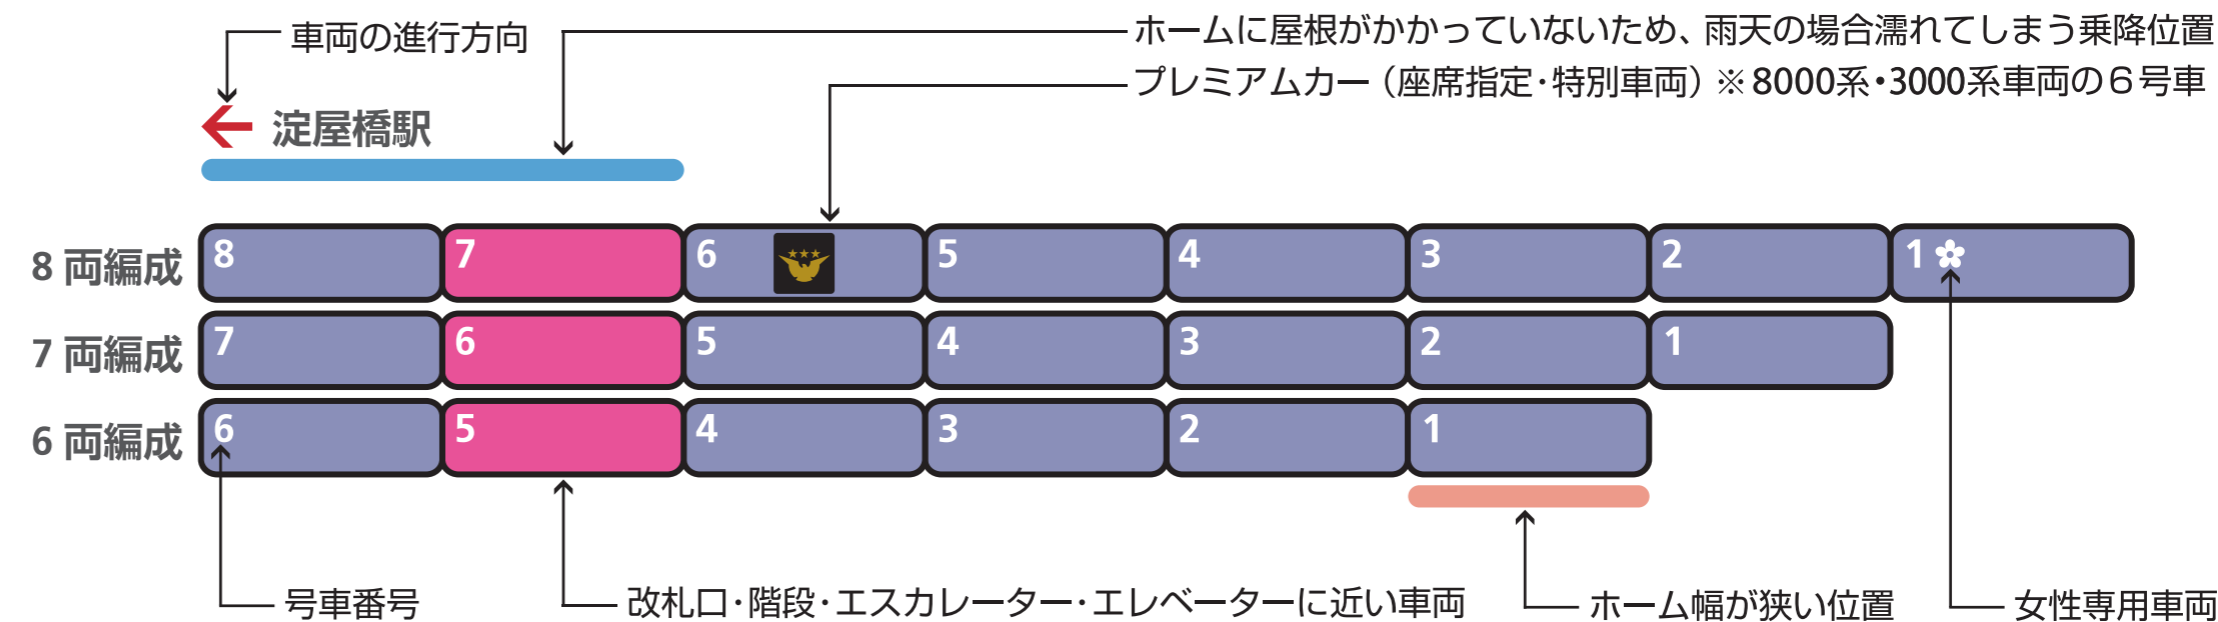 車両の進行方向
ホームに屋根がかかっていないため、雨天の場合濡れてしまう乗降位置
プレミアムカー（座席指定・特別車両）※8000系・3000系車両の６号車
淀屋橋駅
8 両編成 8 7 6 5 4 3 2 1
7 両編成 7 6 5 4 3 2 1
6 両編成 6 5 4 3 2 1
号車番号
改札口・階段・エスカレーター・エレベーターに近い車両
ホーム幅が狭い位置
女性専用車両